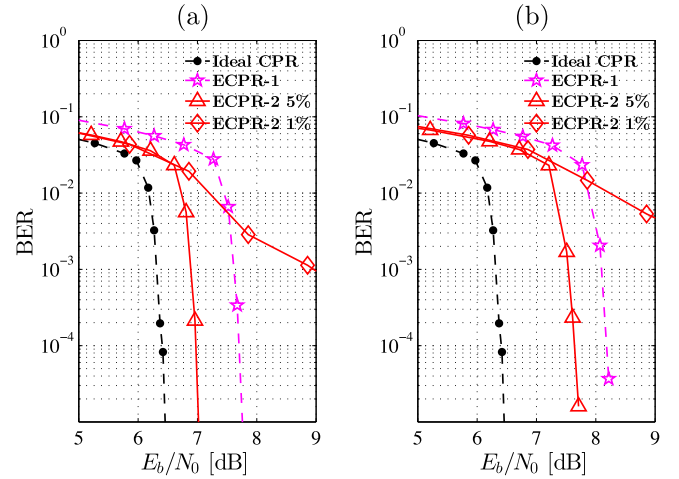 (a)
10^0
10^-1
10^-2
10^-3
10^-4
BER
Ideal CPR
ECPR-1
ECPR-2 5%
ECPR-2 1%
5 6 7 8 9
E_b/N_0 [dB]
(b)
10^0
10^-1
10^-2
10^-3
10^-4
BER
Ideal CPR
ECPR-1
ECPR-2 5%
ECPR-2 1%
5 6 7 8 9
E_b/N_0 [dB]